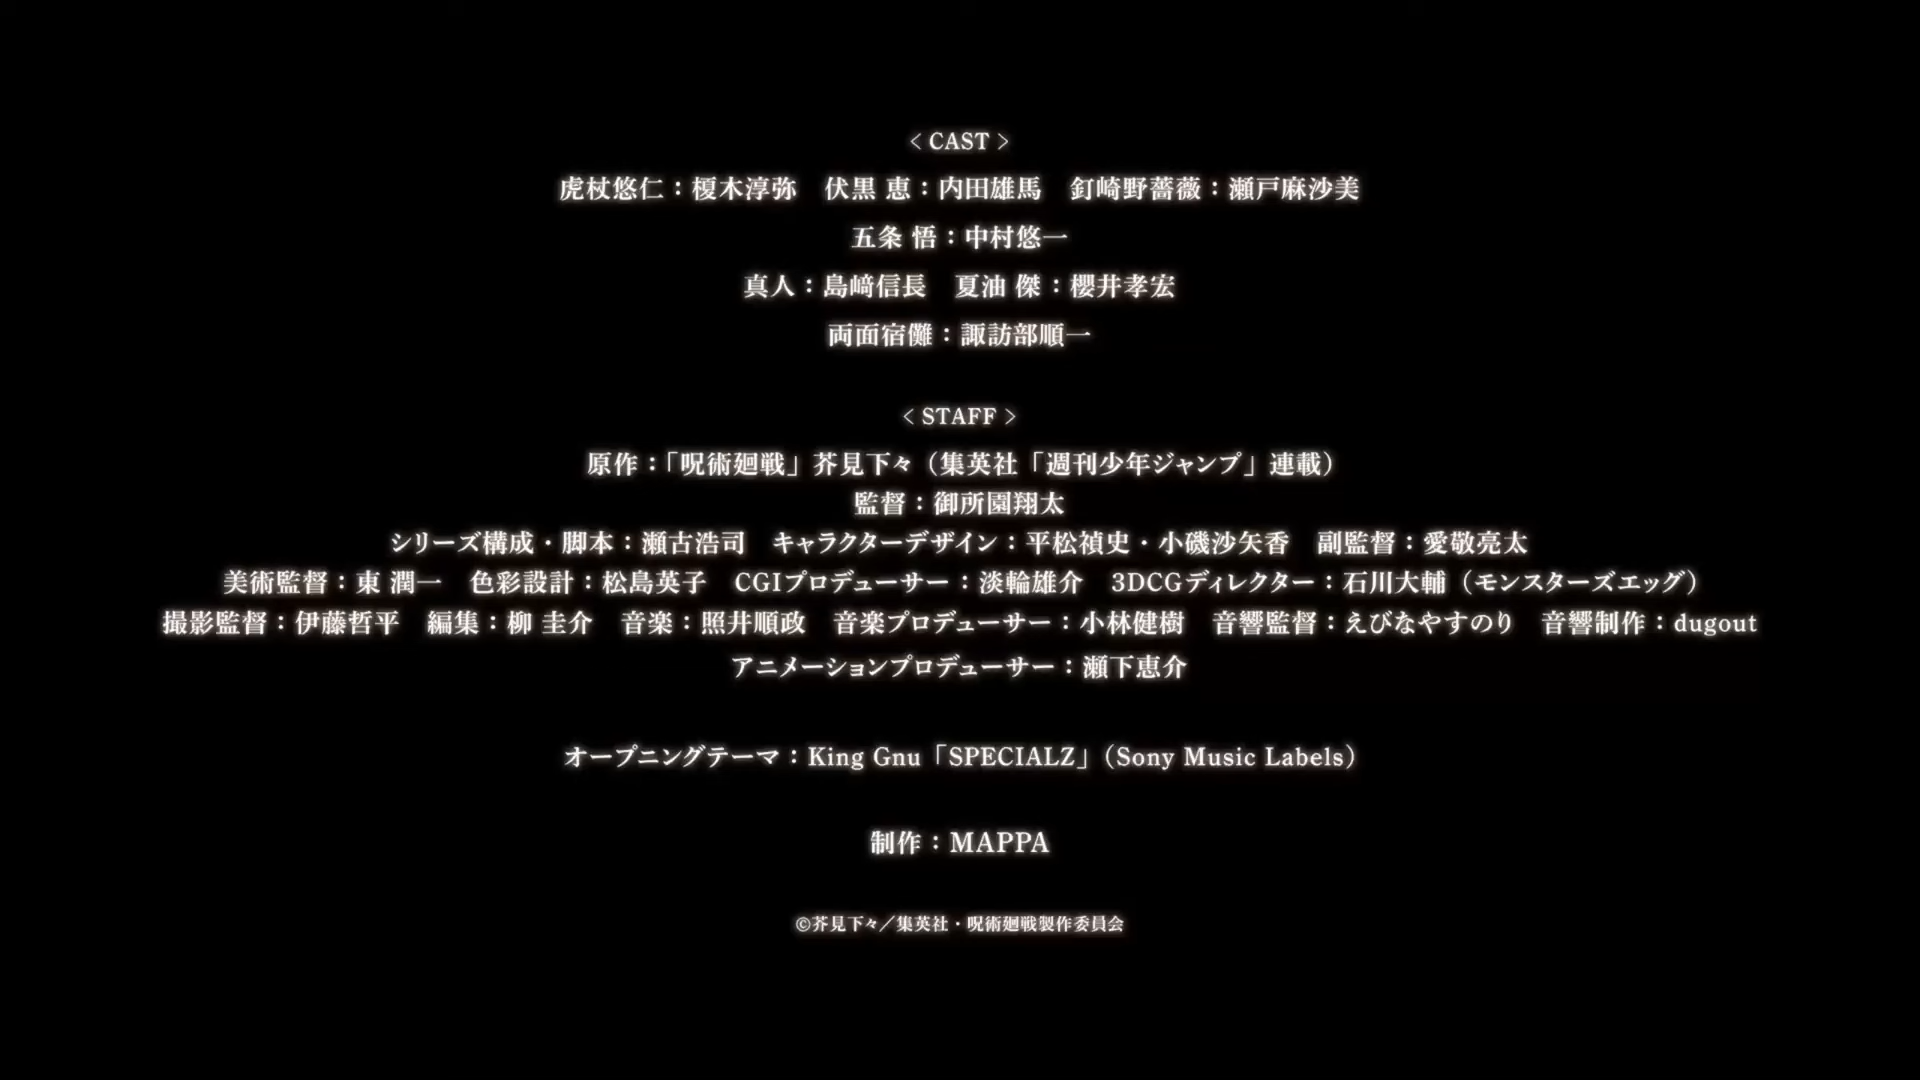 < CAST >
虎杖悠仁：榎木淳弥　伏黒 恵：内田雄馬　釘崎野薔薇：瀬戸麻沙美
五条 悟：中村悠一
真人：島﨑信長　夏油 傑：櫻井孝宏
両面宿儺：諏訪部順一
< STAFF >
原作：「呪術廻戦」芥見下々（集英社「週刊少年ジャンプ」連載）
監督：御所園翔太
シリーズ構成・脚本：瀬古浩司　キャラクターデザイン：平松禎史・小磯沙矢香　副監督：愛敬亮太
美術監督：東 潤一　色彩設計：松島英子　CGIプロデューサー：淡輪雄介　3DCGディレクター：石川大輔（モンスターズエッグ）
撮影監督：伊藤哲平　編集：柳 圭介　音楽：照井順政　音楽プロデューサー：小林健樹　音響監督：えびなやすのり　音響制作：dugout
アニメーションプロデューサー：瀬下恵介
オープニングテーマ：King Gnu「SPECIALZ」（Sony Music Labels）
制作：MAPPA
©芥見下々／集英社・呪術廻戦製作委員会